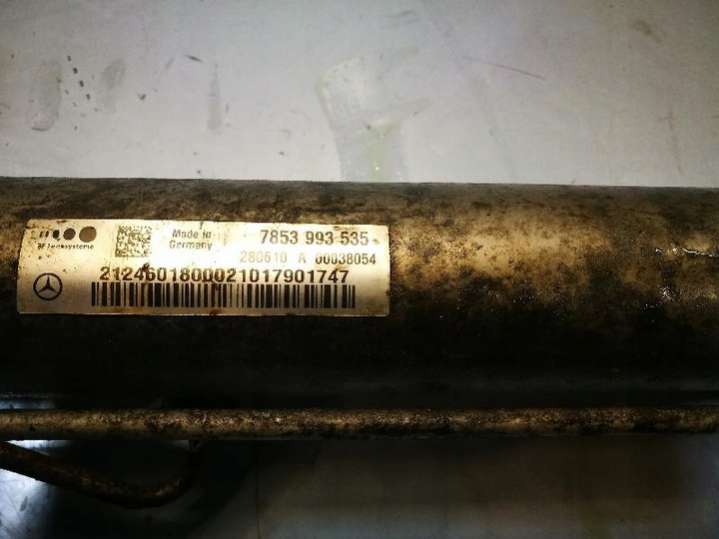 ZF Lenksysteme
Made in
Germany
7853 993 535
280610 A 00038054
2124601800021017901747